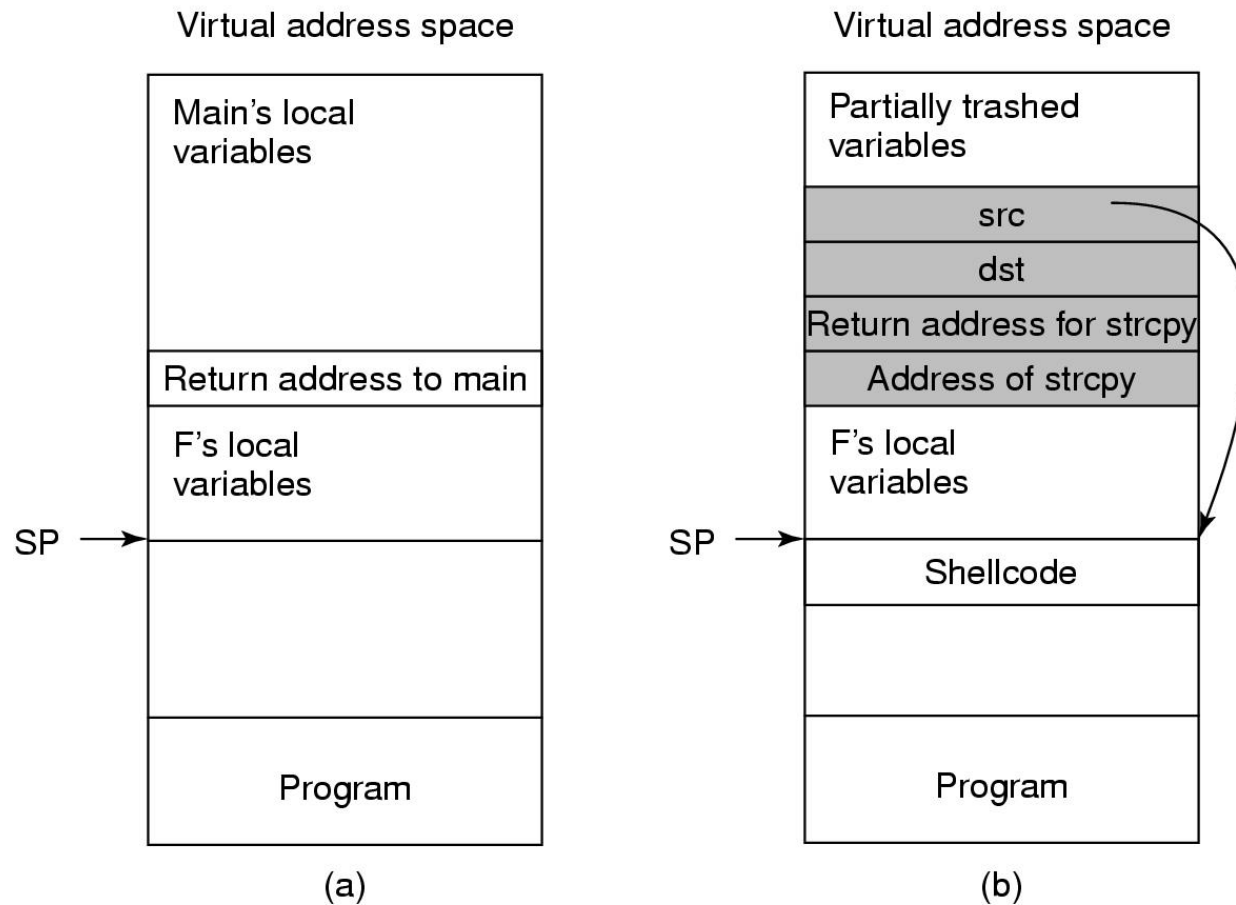 Virtual address space
Main's local
variables
Return address to main
F's local
variables
SP
Program
(a)
Virtual address space
Partially trashed
variables
src
dst
Return address for strcpy
Address of strcpy
F's local
variables
SP
Shellcode
Program
(b)